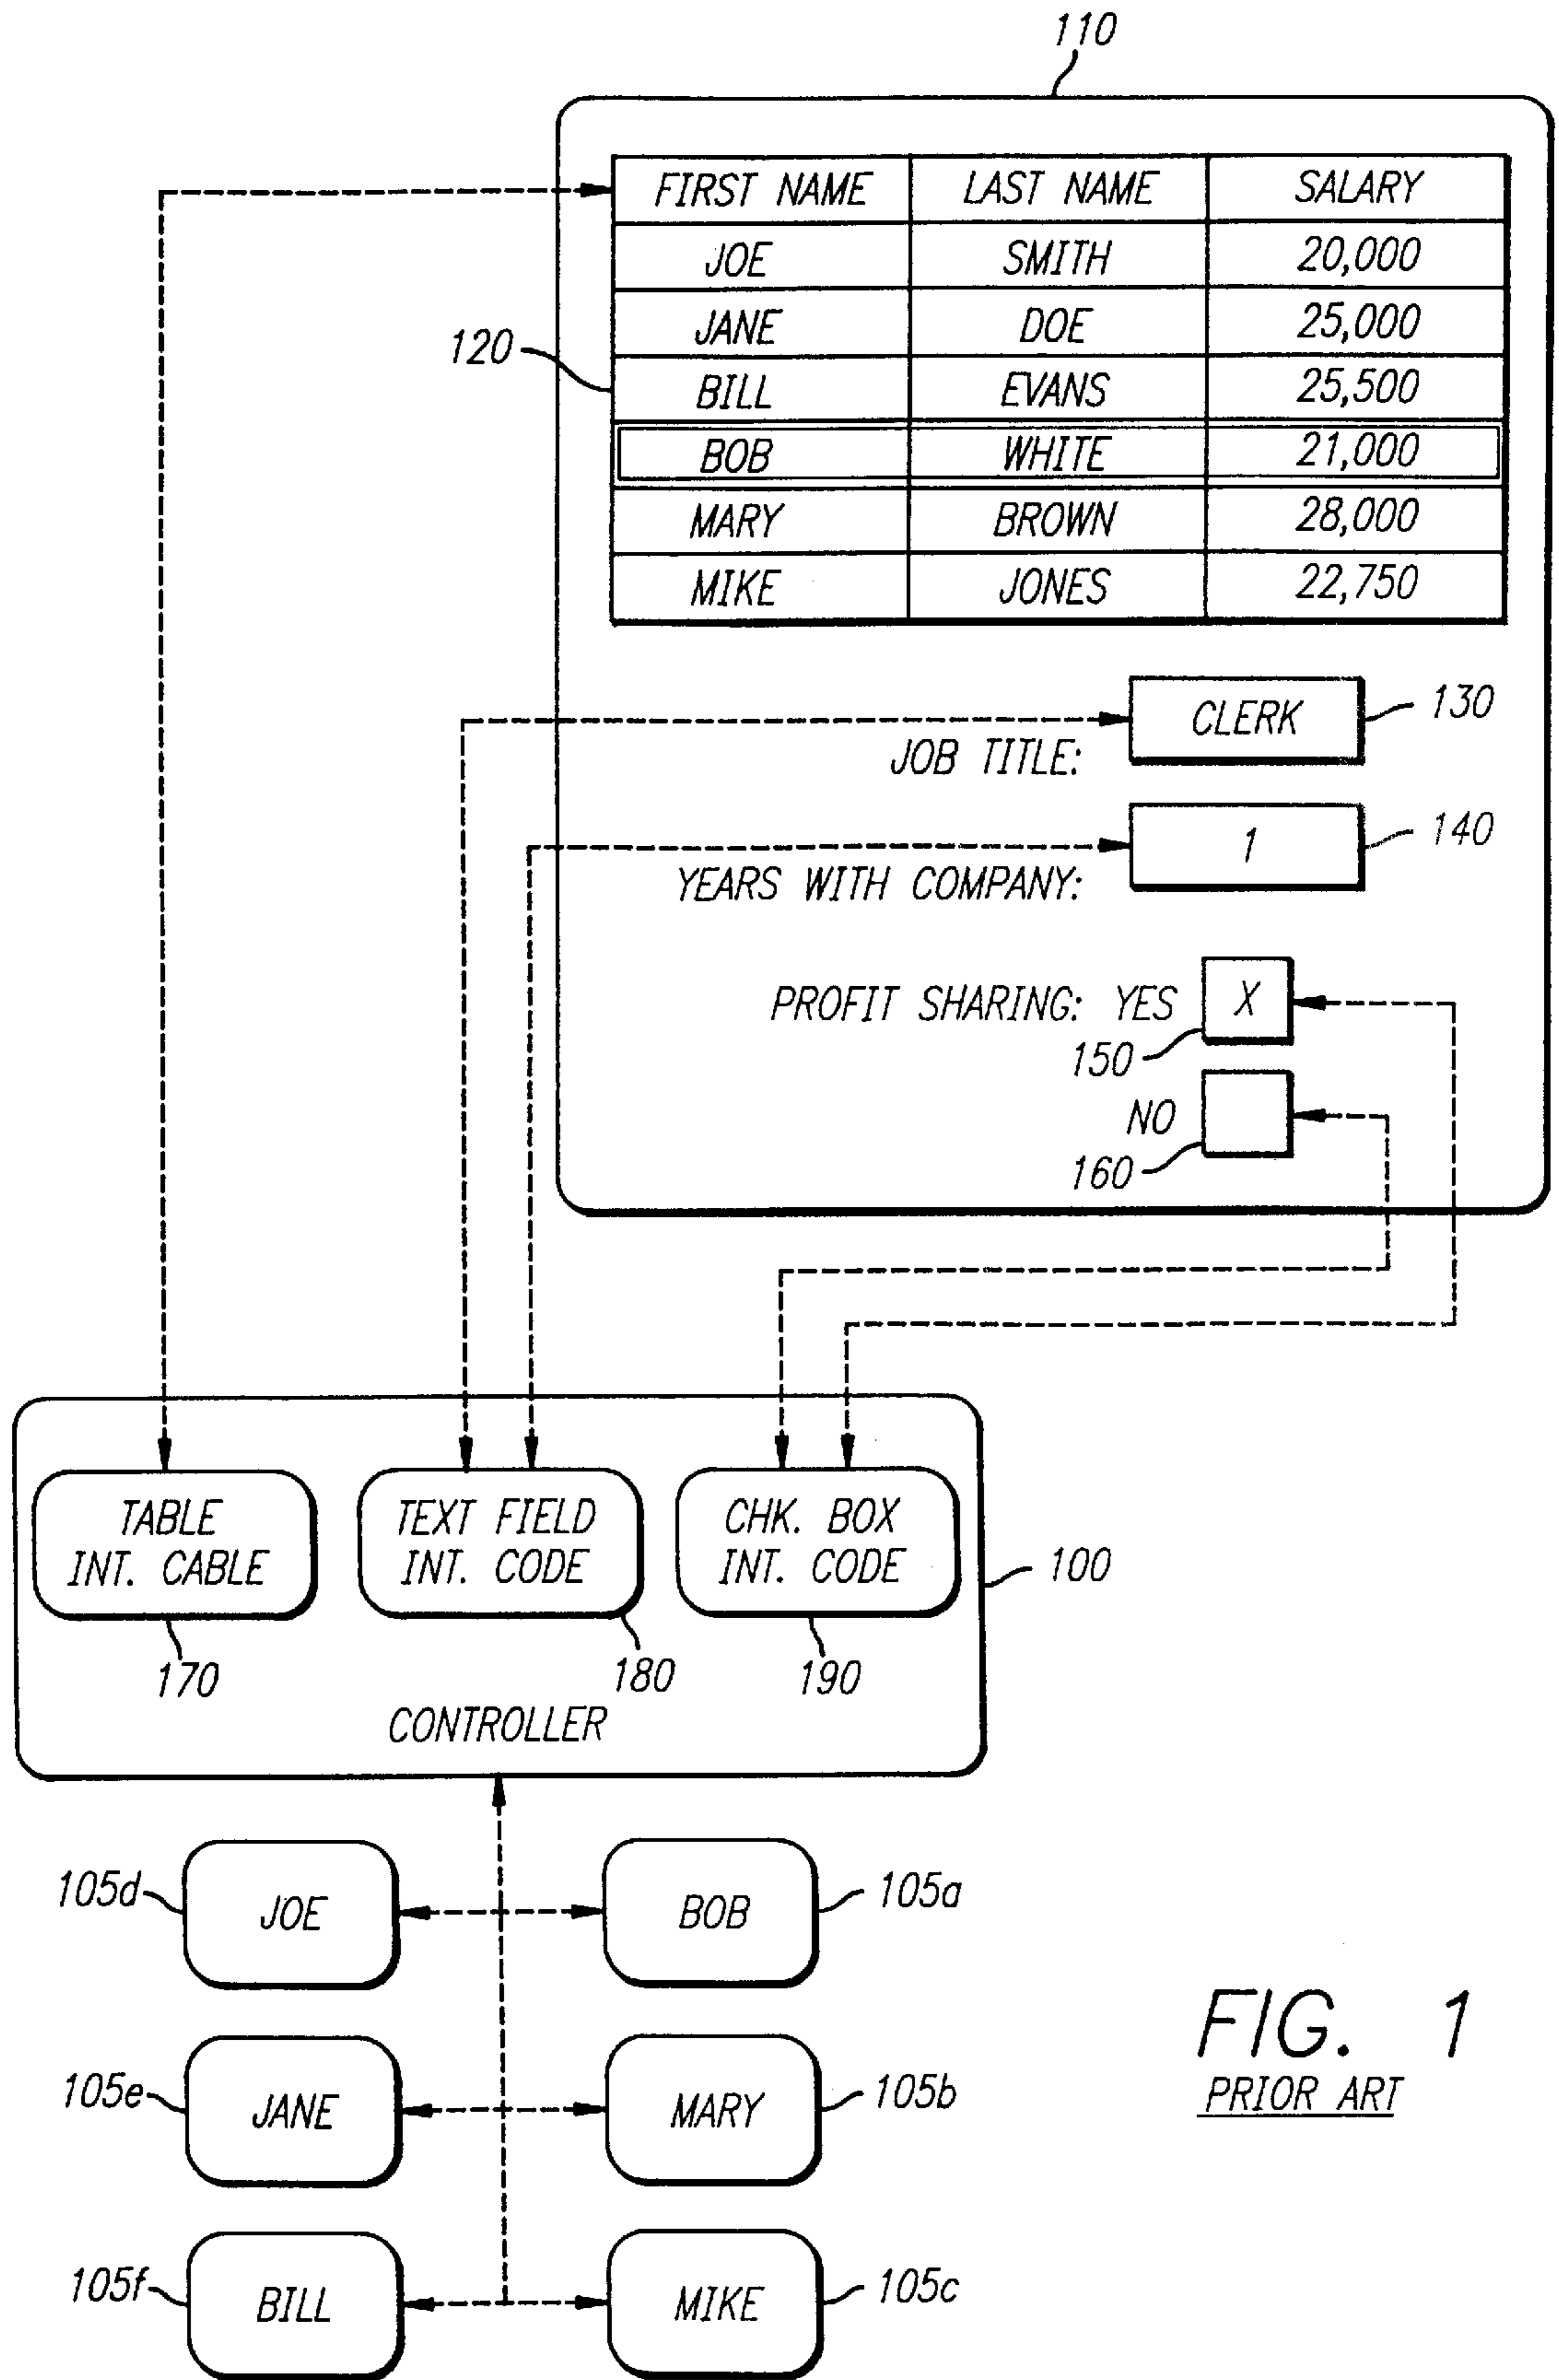 110
FIRST NAME LAST NAME SALARY
JOE SMITH 20,000
JANE DOE 25,000
120
BILL EVANS 25,500
BOB WHITE 21,000
MARY BROWN 28,000
MIKE JONES 22,750
CLERK 130
JOB TITLE:
1 140
YEARS WITH COMPANY:
PROFIT SHARING: YES X
150
NO
160
TABLE
INT. CABLE
TEXT FIELD
INT. CODE
CHK. BOX
INT. CODE
100
170
180
190
CONTROLLER
105d JOE BOB 105a
105e JANE MARY 105b
105f BILL MIKE 105c
FIG. 1
PRIOR ART